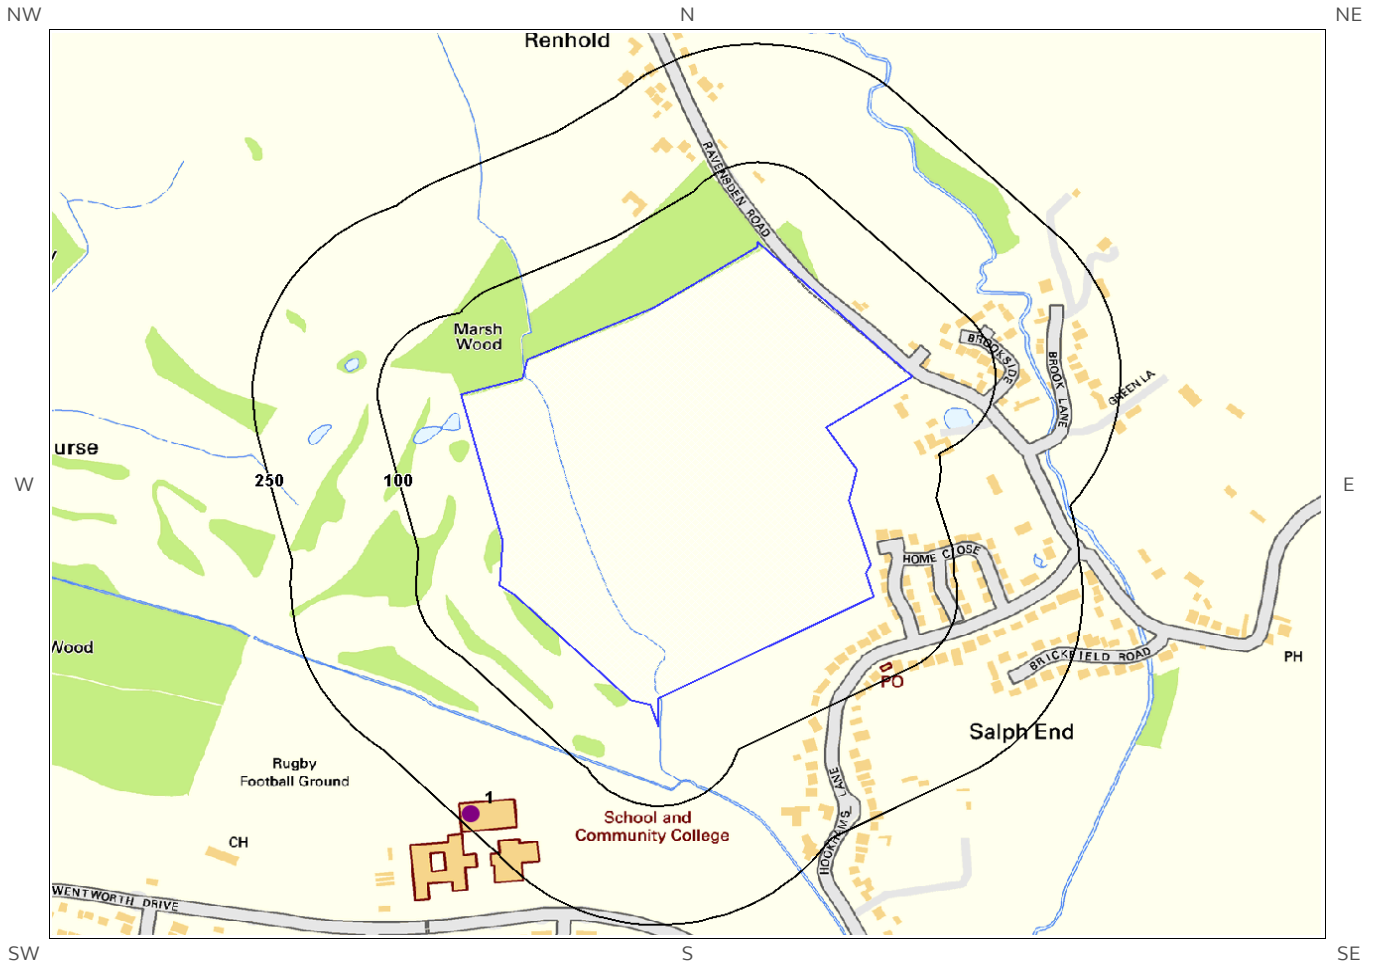 NW
N
NE
Renhold
RAVENSDEN ROAD
Marsh
Wood
BROOKSIDE
BROOK LANE
GREEN LA
urse
250
100
W
E
HOME CLOSE
Wood
BRICKFIELD ROAD
PH
PO
Salph End
Rugby
Football Ground
1
School and
Community College
HOOKHAMS LANE
CH
WENTWORTH DRIVE
SW
S
SE